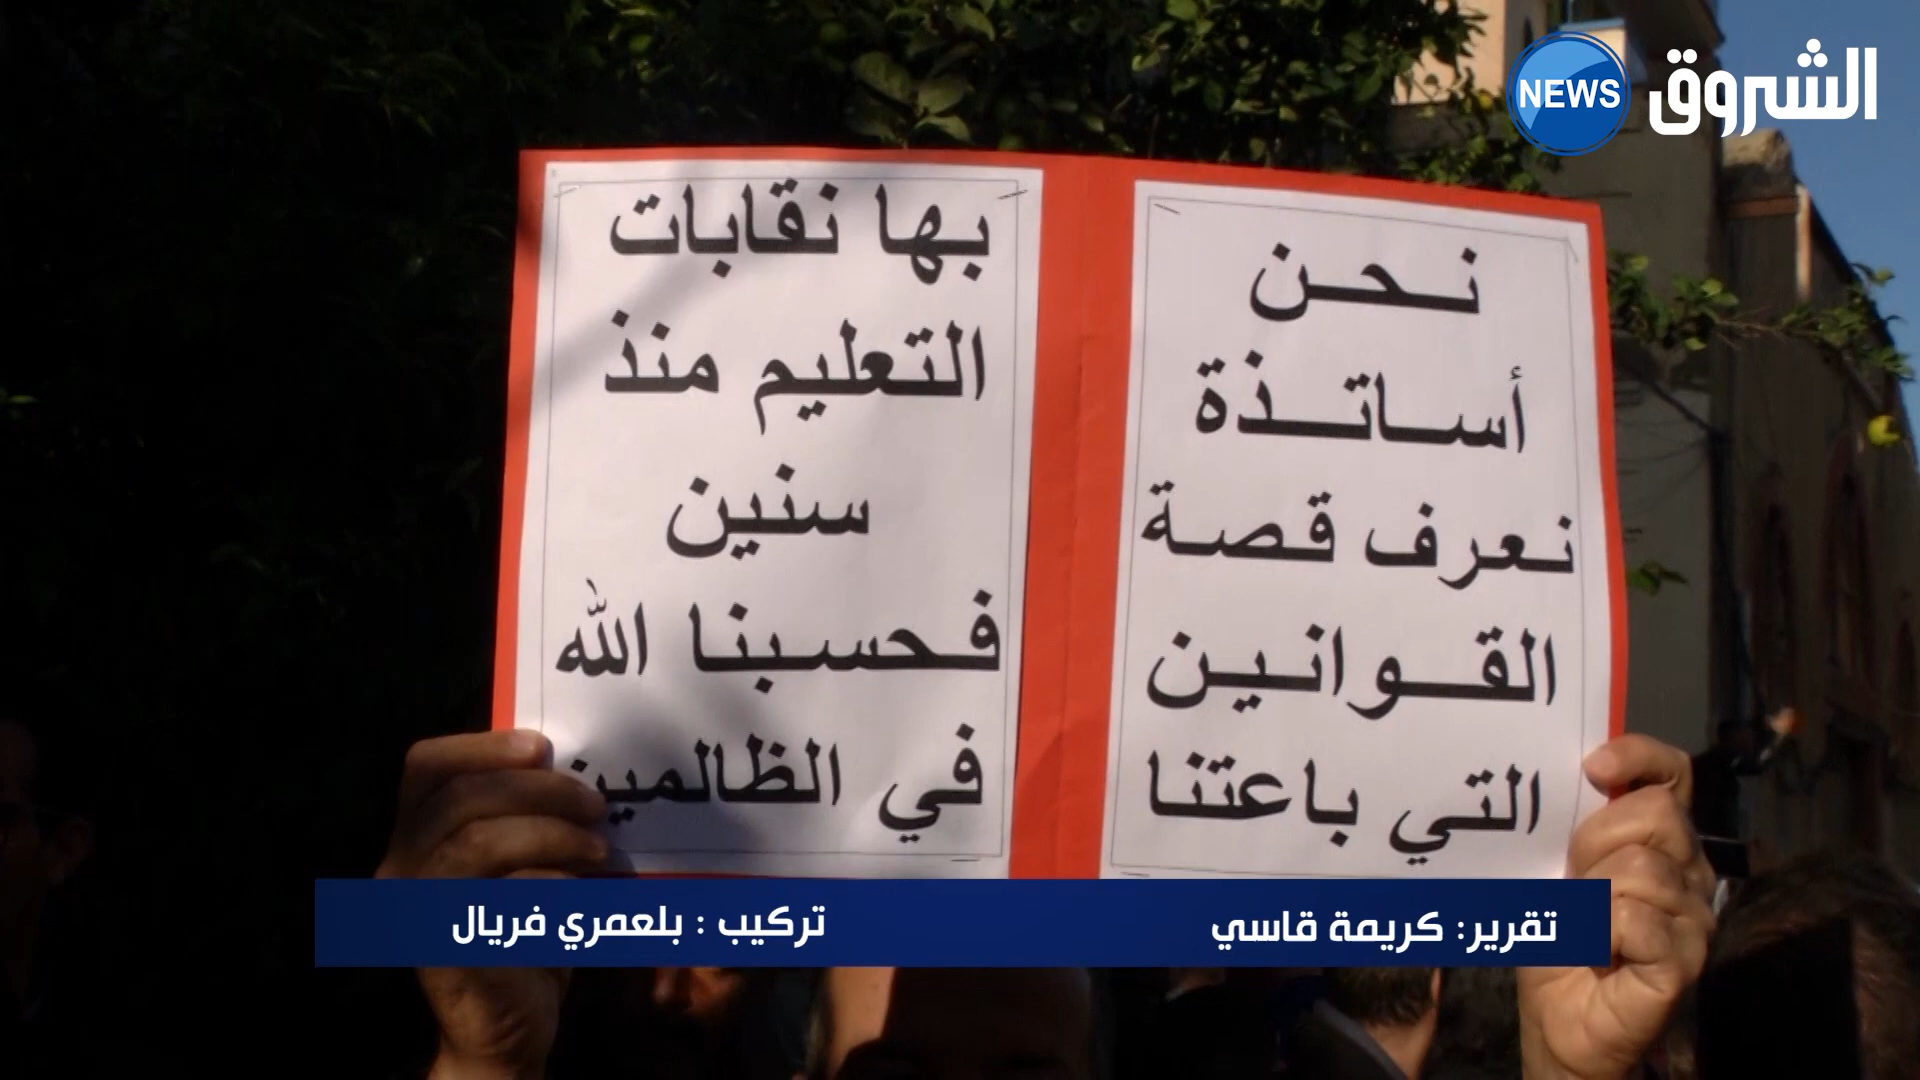 NEWS الشروق
نحن
أساتذة
نعرف قصة
القوانين
التي باعتنا
بها نقابات
التعليم منذ
سنين
فحسبنا الله
في الظالمين
تقرير: كريمة قاسي
تركيب : بلعمري فريال